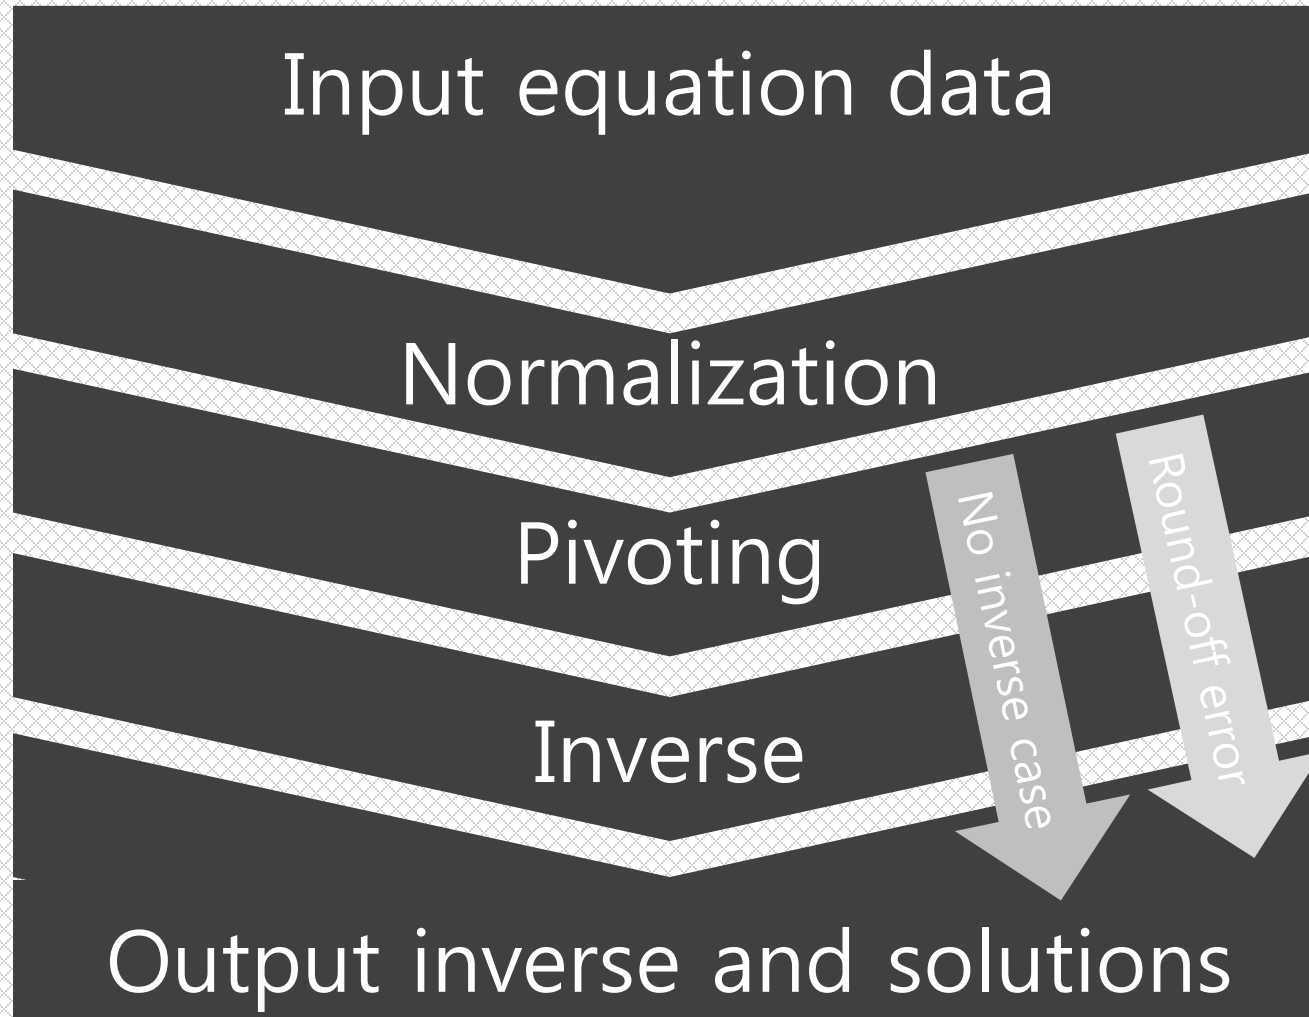 Input equation data
Normalization
Pivoting
No inverse case
Round-off error
Inverse
Output inverse and solutions